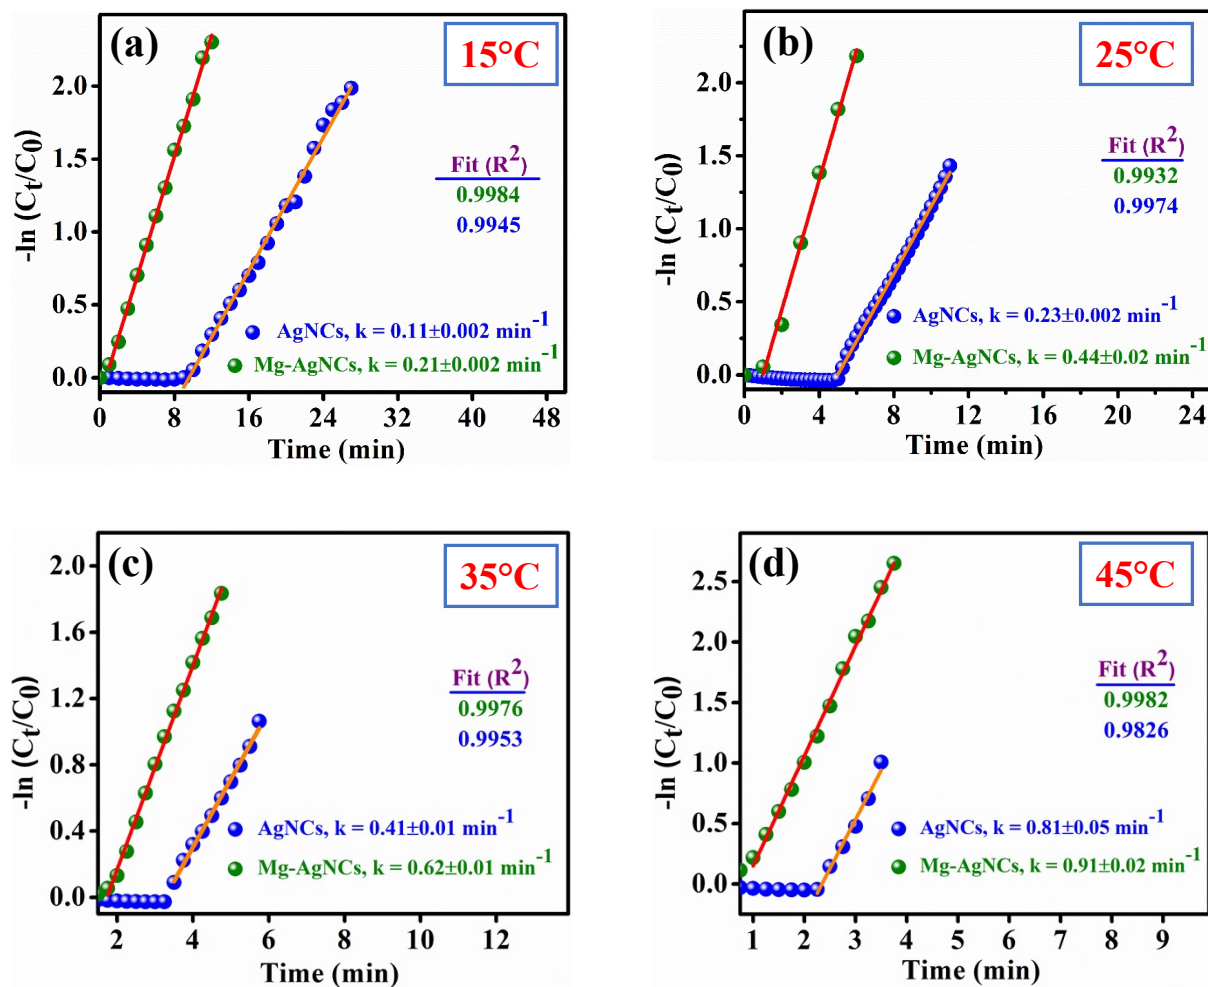 (a)
15°C
-ln (Ct/C0)
2.0
1.5
1.0
0.5
0.0
Fit (R2)
0.9984
0.9945
AgNCs, k = 0.11±0.002 min-1
Mg-AgNCs, k = 0.21±0.002 min-1
0 8 16 24 32 40 48
Time (min)
(b)
25°C
-ln (Ct/C0)
2.0
1.5
1.0
0.5
0.0
Fit (R2)
0.9932
0.9974
AgNCs, k = 0.23±0.002 min-1
Mg-AgNCs, k = 0.44±0.02 min-1
0 4 8 12 16 20 24
Time (min)
(c)
35°C
-ln (Ct/C0)
2.0
1.6
1.2
0.8
0.4
0.0
Fit (R2)
0.9976
0.9953
AgNCs, k = 0.41±0.01 min-1
Mg-AgNCs, k = 0.62±0.01 min-1
2 4 6 8 10 12
Time (min)
(d)
45°C
-ln (Ct/C0)
2.5
2.0
1.5
1.0
0.5
0.0
Fit (R2)
0.9982
0.9826
AgNCs, k = 0.81±0.05 min-1
Mg-AgNCs, k = 0.91±0.02 min-1
1 2 3 4 5 6 7 8 9
Time (min)